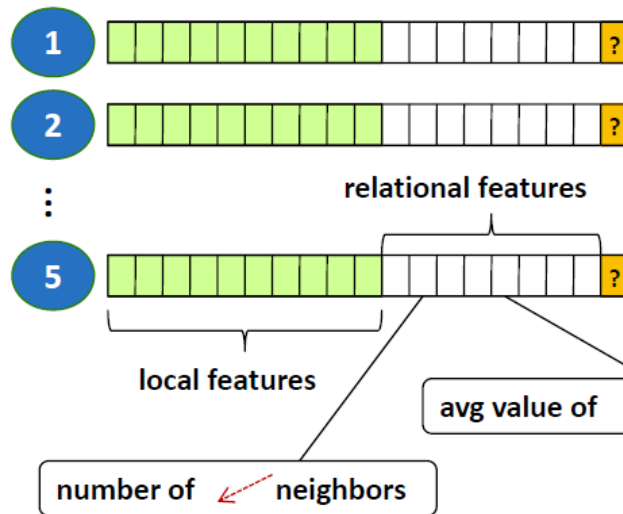 1 ?
2 ?
⋮
relational features
5 ?
local features
avg value of
number of neighbors